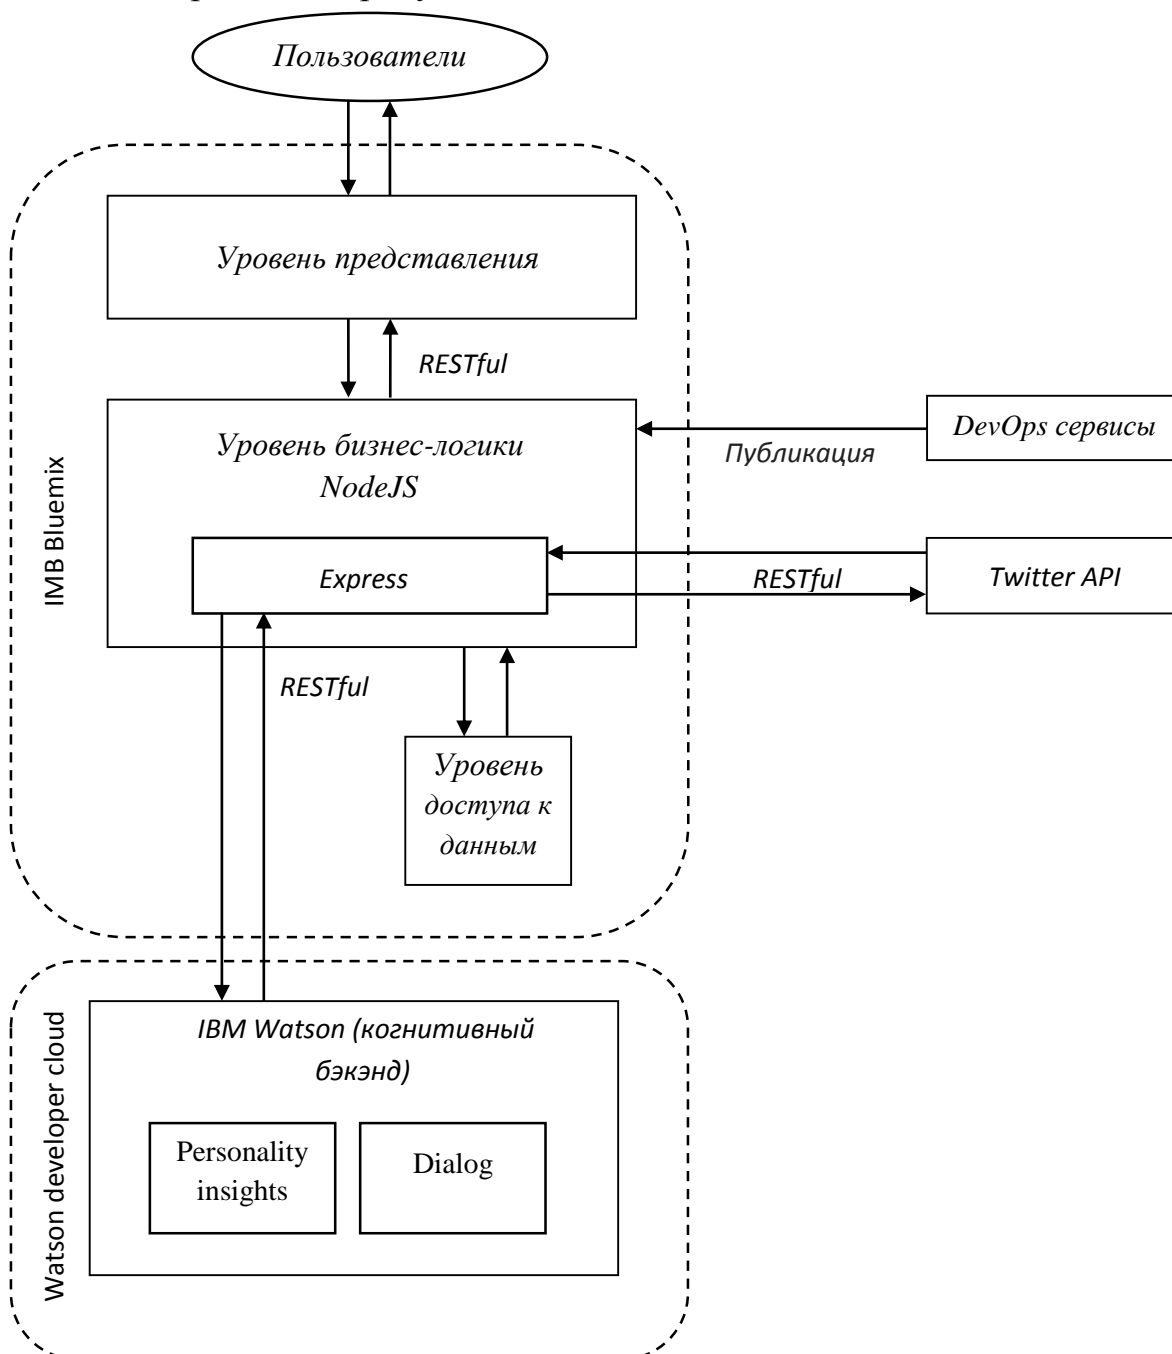 Пользователи
Уровень представления
RESTful
Уровень бизнес-логики
NodeJS
DevOps сервисы
Публикация
Express
RESTful
Twitter API
IMB Bluemix
RESTful
Уровень
доступа к
данным
Watson developer cloud
IBM Watson (когнитивный
бэкэнд)
Personality
insights
Dialog